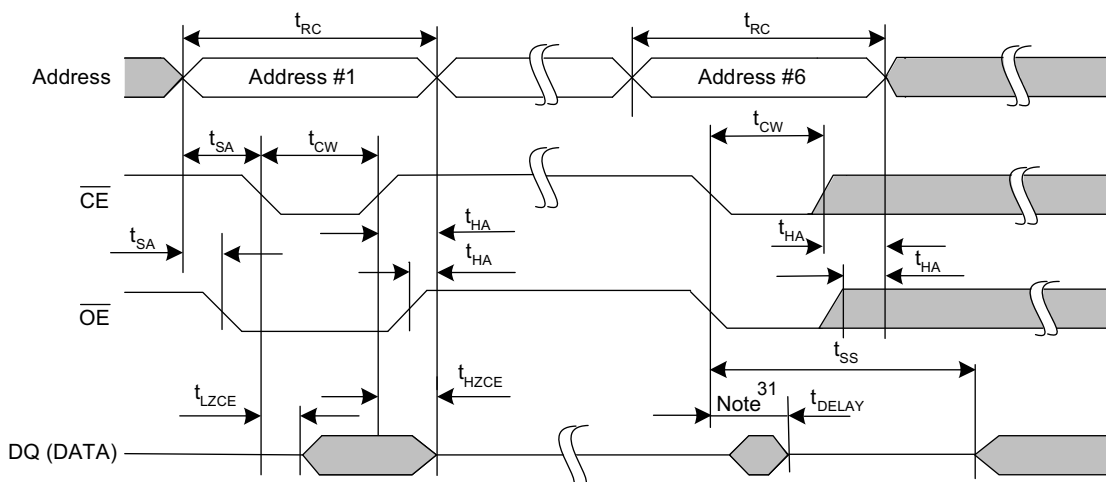 tRC tRC
Address Address #1 Address #6
tSA tCW tCW
CE
tHA
tSA tHA tHA
tHA
OE
tSS
tLZCE tHZCE Note31 tDELAY
DQ (DATA)